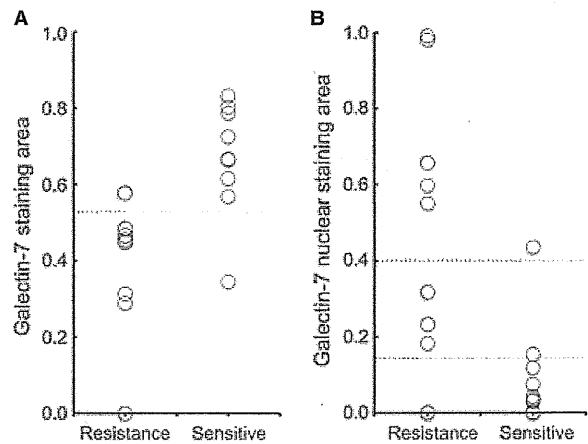 A
Galectin-7 staining area
1.0
0.8
0.6
0.4
0.2
0.0
Resistance Sensitive
B
Galectin-7 nuclear staining area
1.0
0.8
0.6
0.4
0.2
0.0
Resistance Sensitive